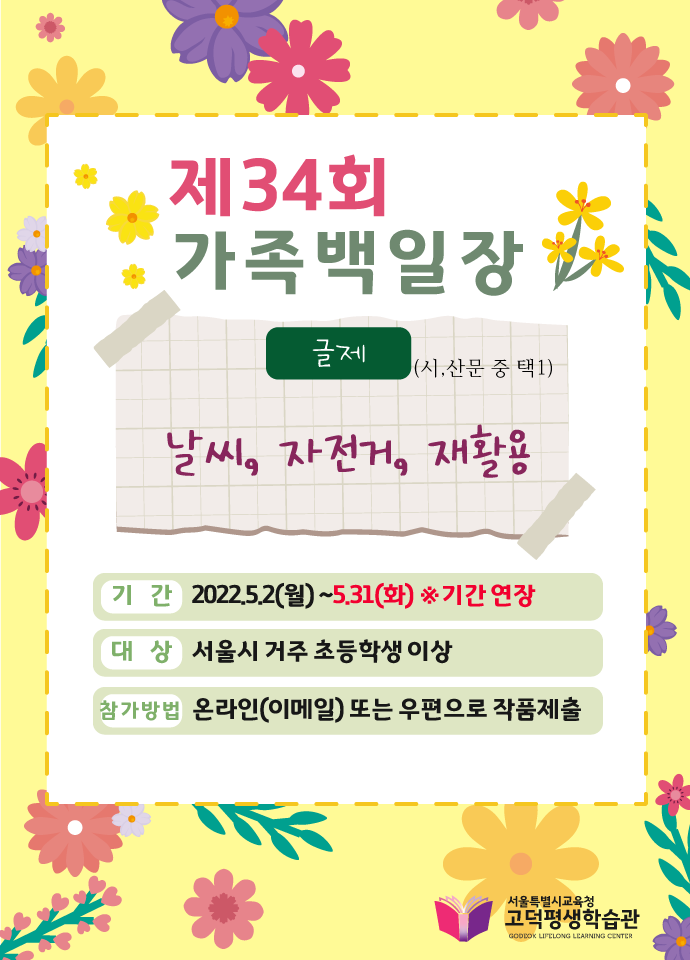 제34회
가족백일장
글제
(시,산문 중 택1)
날씨, 자전거, 재활용
기 간 2022.5.2(월) ~5.31(화) ※기간 연장
대 상 서울시 거주 초등학생 이상
참가방법 온라인(이메일) 또는 우편으로 작품제출
서울특별시교육청
고덕평생학습관
GODEOK LIFELONG LEARNING CENTER